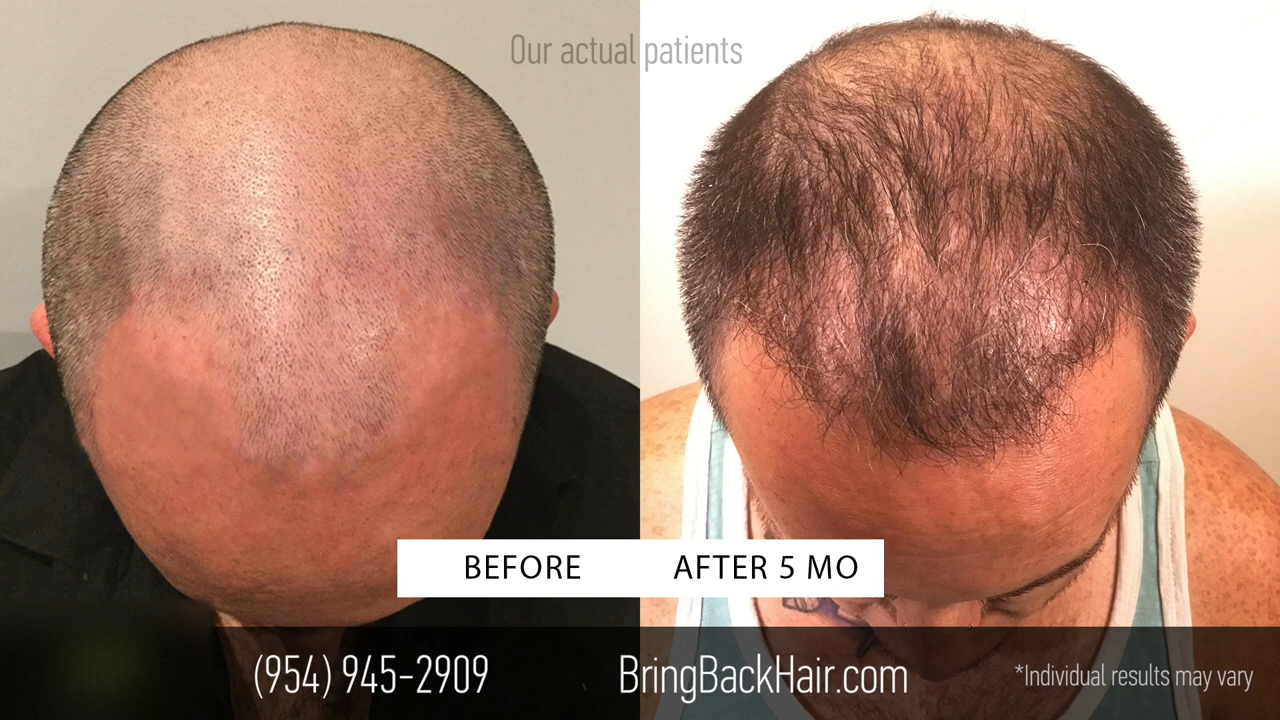 Our actual patients
BEFORE
AFTER 5 MO
(954) 945-2909
BringBackHair.com
*Individual results may vary